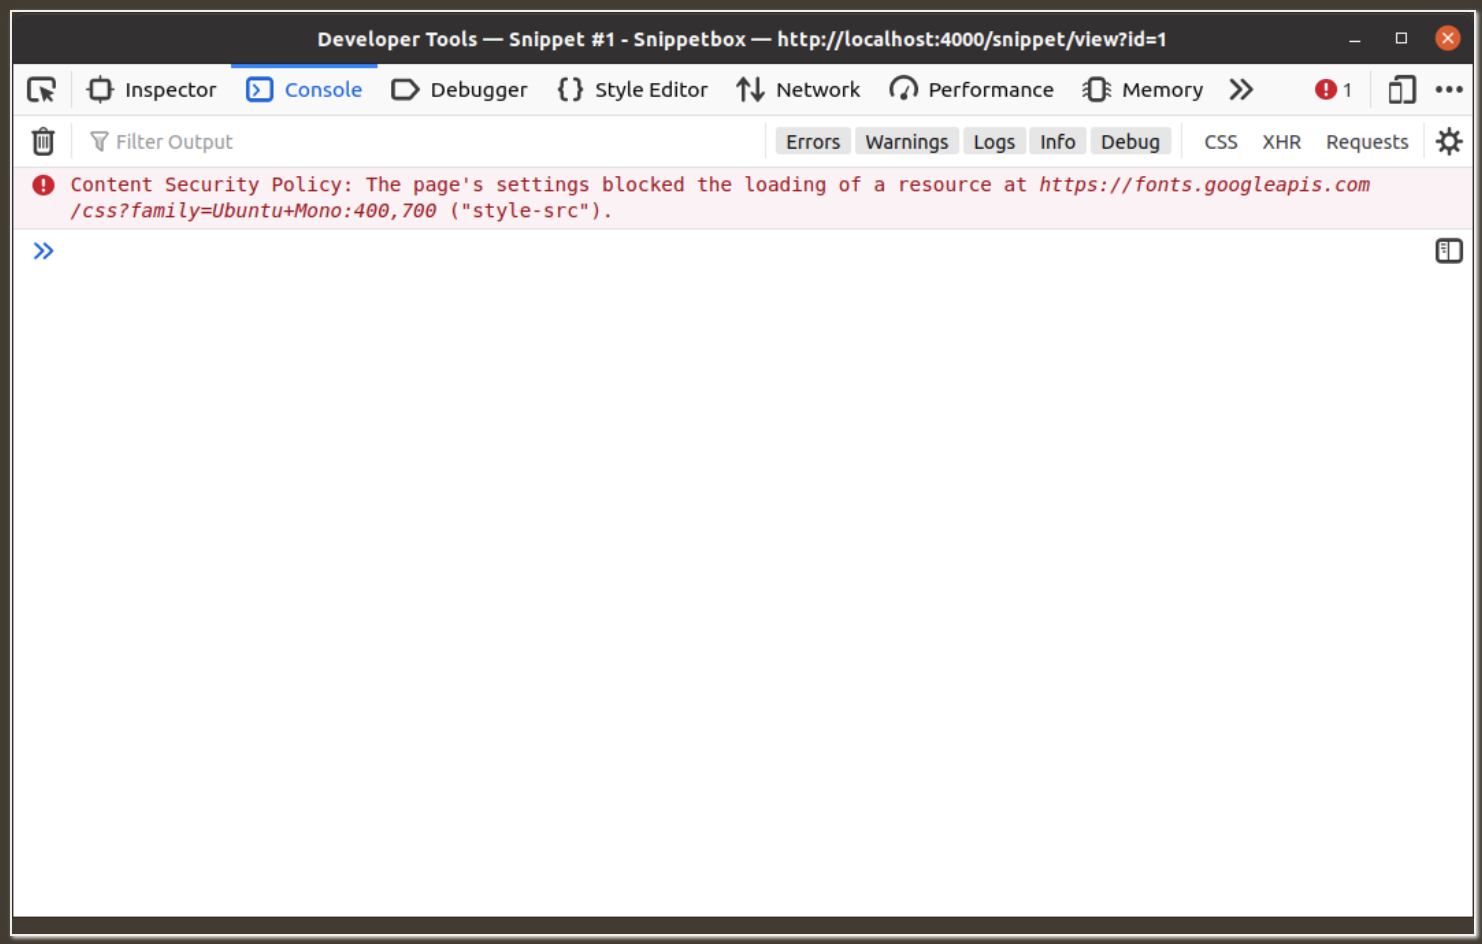 Developer Tools — Snippet #1 - Snippetbox — http://localhost:4000/snippet/view?id=1
Inspector Console Debugger Style Editor Network Performance Memory 1
Filter Output Errors Warnings Logs Info Debug CSS XHR Requests
Content Security Policy: The page's settings blocked the loading of a resource at https://fonts.googleapis.com
/css?family=Ubuntu+Mono:400,700 ("style-src").